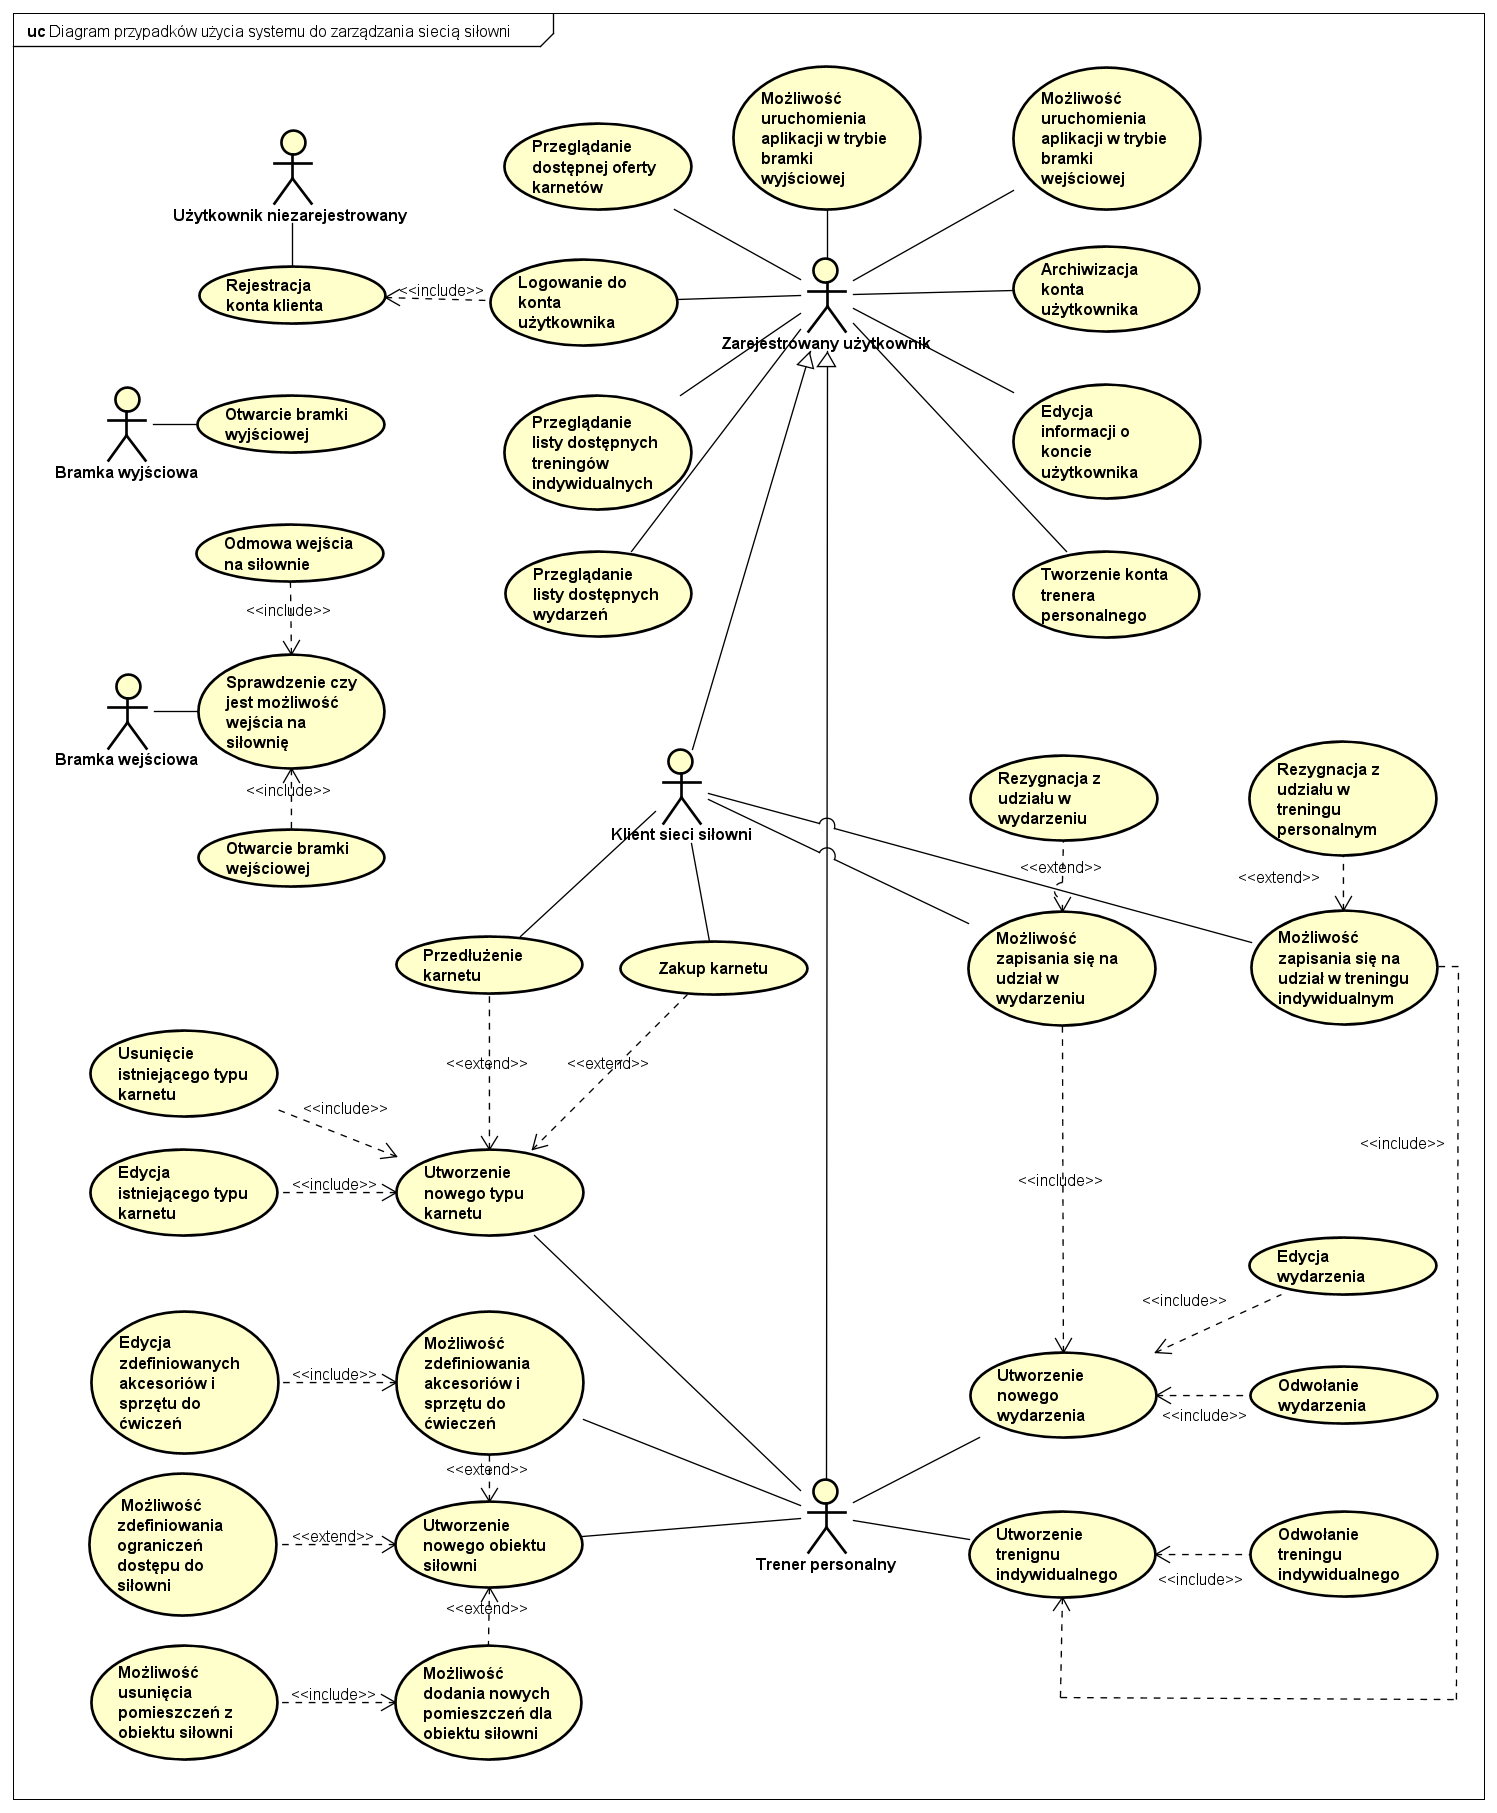 uc Diagram przypadków użycia systemu do zarządzania siecią siłowni
Możliwość
uruchomienia
aplikacji w trybie
bramki
wyjściowej
Możliwość
uruchomienia
aplikacji w trybie
bramki
wejściowej
Przeglądanie
dostępnej oferty
karnetów
Użytkownik niezarejestrowany
Rejestracja
konta klienta
<<include>>
Logowanie do
konta
użytkownika
Archiwizacja
konta
użytkownika
Zarejestrowany użytkownik
Otwarcie bramki
wyjściowej
Bramka wyjściowa
Przeglądanie
listy dostępnych
treningów
indywidualnych
Edycja
informacji o
koncie
użytkownika
Odmowa wejścia
na siłownie
<<include>>
Przeglądanie
listy dostępnych
wydarzeń
Tworzenie konta
trenera
personalnego
Sprawdzenie czy
jest możliwość
wejścia na
siłownię
Bramka wejściowa
<<include>>
Otwarcie bramki
wejściowej
Klient sieci siłowni
Rezygnacja z
udziału w
wydarzeniu
Rezygnacja z
udziału w
treningu
personalnym
<<extend>>
<<extend>>
Przedłużenie
karnetu
Zakup karnetu
Możliwość
zapisania się na
udział w
wydarzeniu
Możliwość
zapisania się na
udział w treningu
indywidualnym
Usunięcie
istniejącego typu
karnetu
<<extend>>
<<extend>>
<<include>>
<<include>>
<<include>>
Edycja
istniejącego typu
karnetu
<<include>>
Utworzenie
nowego typu
karnetu
Edycja
wydarzenia
<<include>>
Edycja
zdefiniowanych
akcesoriów i
sprzętu do
ćwiczeń
<<include>>
Możliwość
zdefiniowania
akcesoriów i
sprzętu do
ćwieczeń
Utworzenie
nowego
wydarzenia
Odwołanie
wydarzenia
<<include>>
<<extend>>
Możliwość
zdefiniowania
ograniczeń
dostępu do
siłowni
<<extend>>
Utworzenie
nowego obiektu
siłowni
Trener personalny
Utworzenie
trenignu
indywidualnego
Odwołanie
treningu
indywidualnego
<<include>>
<<extend>>
Możliwość
usunięcia
pomieszczeń z
obiektu siłowni
<<include>>
Możliwość
dodania nowych
pomieszczeń dla
obiektu siłowni